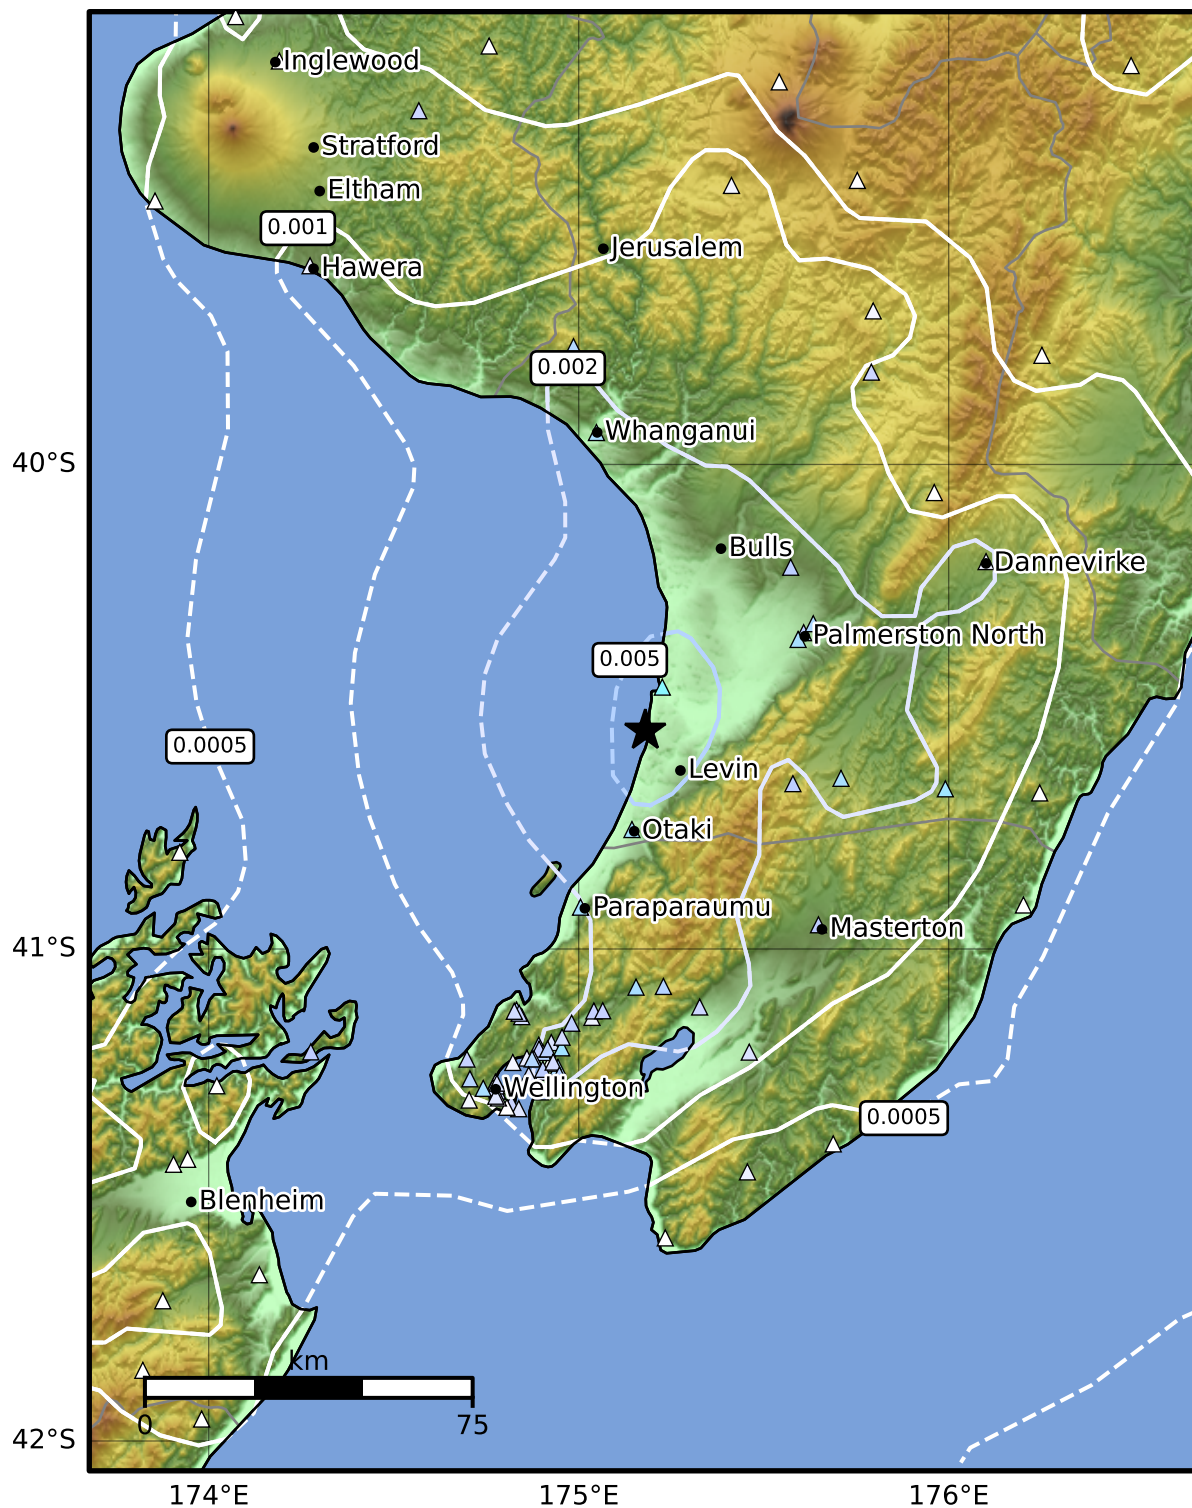 Inglewood
Stratford
Eltham
0.001
Jerusalem
Hawera
0.002
Whanganui
40°S
Bulls
Dannevirke
Palmerston North
0.005
0.0005
Levin
Otaki
Paraparaumu
Masterton
41°S
Wellington
0.0005
Blenheim
km
0
75
42°S
174°E
175°E
176°E